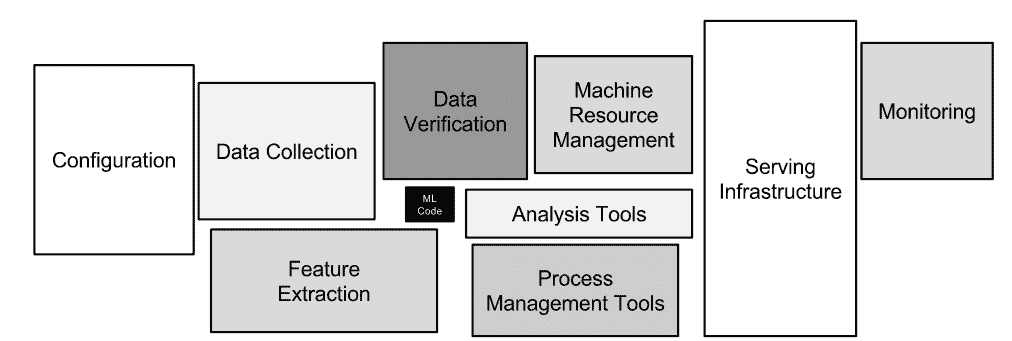 Configuration
Data Collection
Data
Verification
Machine
Resource
Management
Serving
Infrastructure
Monitoring
ML
Code
Analysis Tools
Feature
Extraction
Process
Management Tools